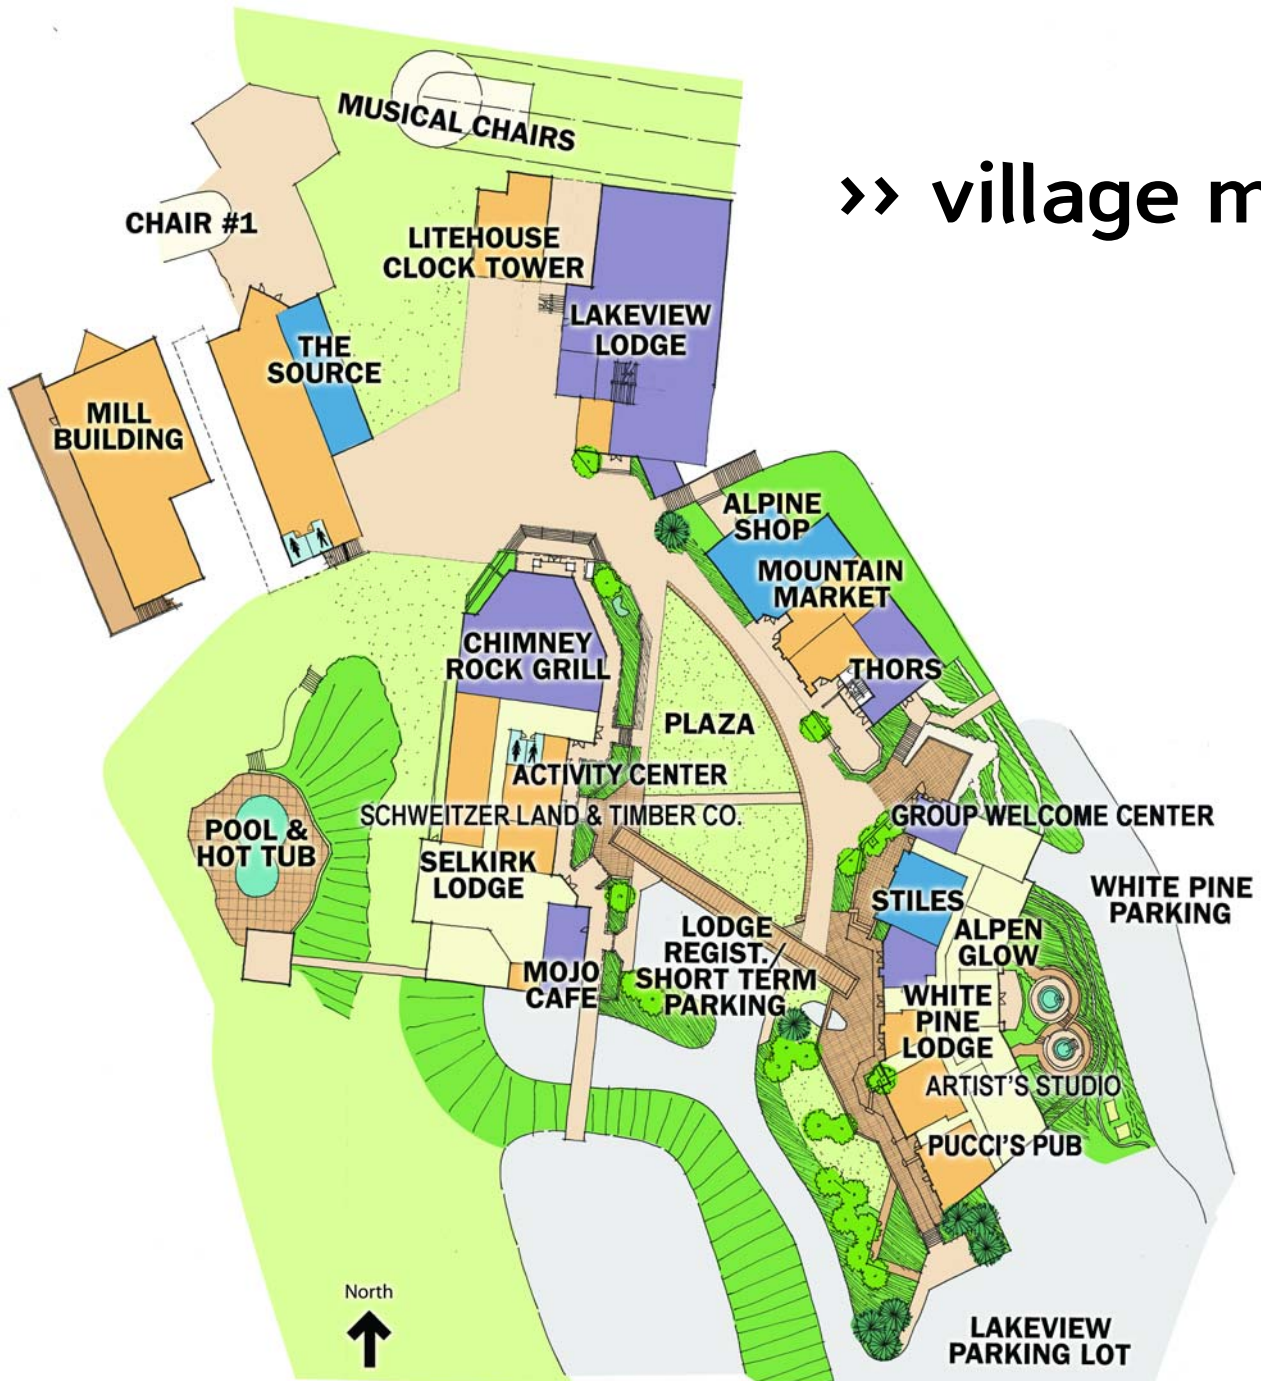 MUSICAL CHAIRS
>> village m
CHAIR #1
LITEHOUSE
CLOCK TOWER
LAKEVIEW
LODGE
THE
SOURCE
MILL
BUILDING
ALPINE
SHOP
MOUNTAIN
MARKET
CHIMNEY
ROCK GRILL
THORS
PLAZA
ACTIVITY CENTER
SCHWEITZER LAND & TIMBER CO.
GROUP WELCOME CENTER
POOL &
HOT TUB
SELKIRK
LODGE
STILES
WHITE PINE
PARKING
LODGE
REGIST.
SHORT TERM
PARKING
ALPEN
GLOW
MOJO
CAFE
WHITE
PINE
LODGE
ARTIST'S STUDIO
PUCCI'S PUB
North
LAKEVIEW
PARKING LOT